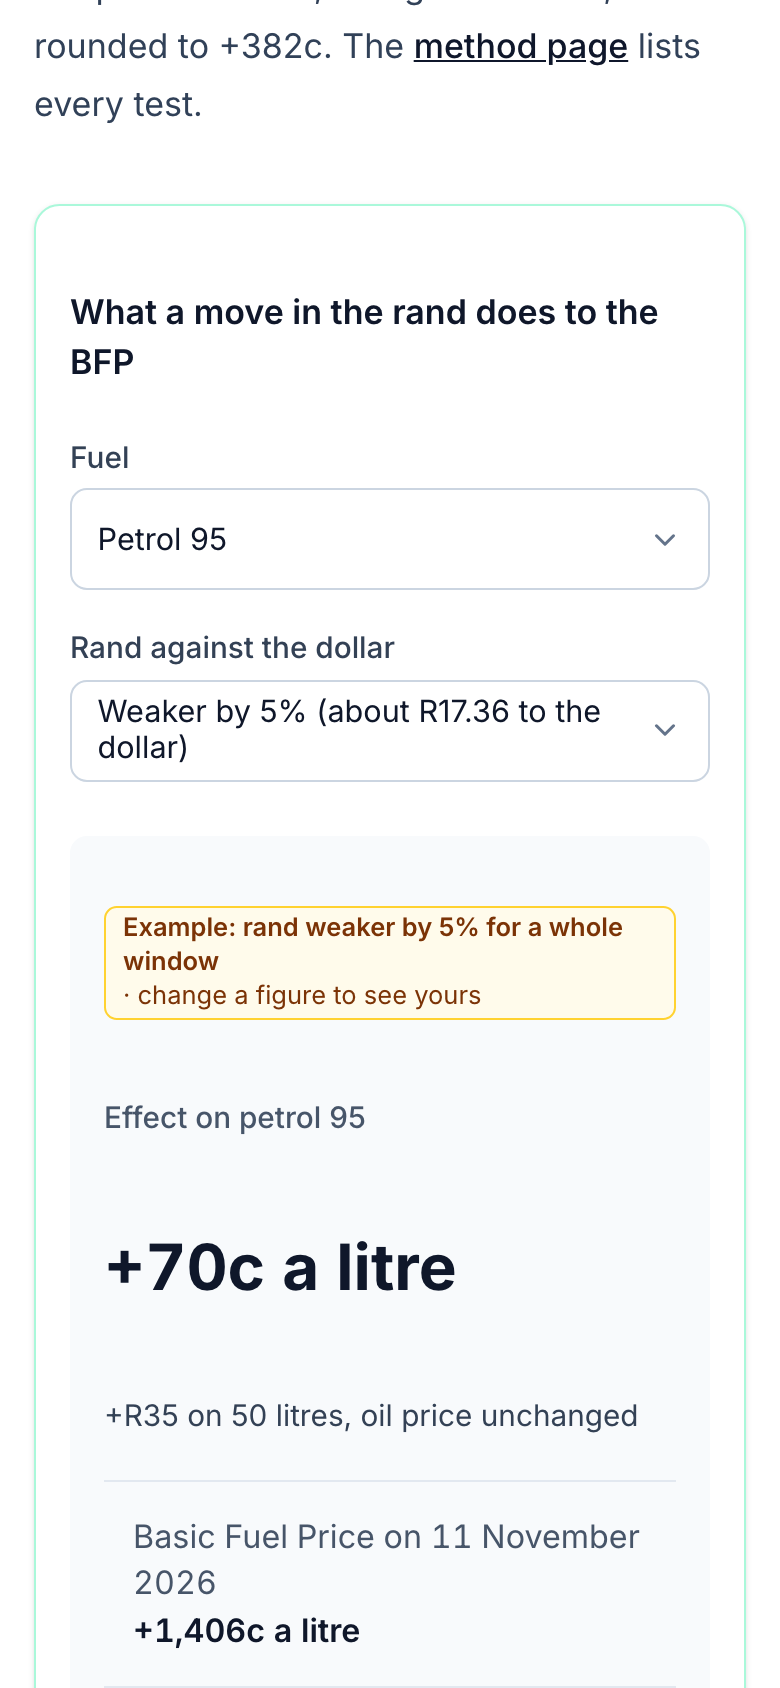 rounded to +382c. The method page lists
every test.
What a move in the rand does to the
BFP
Fuel
Petrol 95
Rand against the dollar
Weaker by 5% (about R17.36 to the
dollar)
Example: rand weaker by 5% for a whole
window
· change a figure to see yours
Effect on petrol 95
+70c a litre
+R35 on 50 litres, oil price unchanged
Basic Fuel Price on 11 November
2026
+1,406c a litre